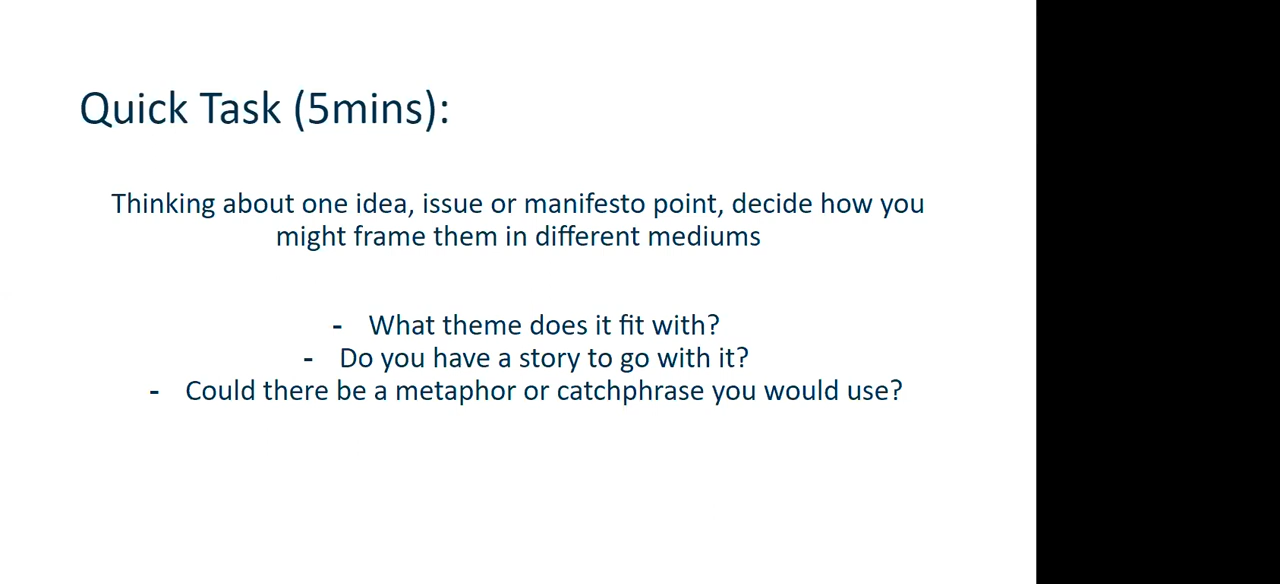 Quick Task (5mins):
Thinking about one idea, issue or manifesto point, decide how you
might frame them in different mediums
- What theme does it fit with?
- Do you have a story to go with it?
- Could there be a metaphor or catchphrase you would use?